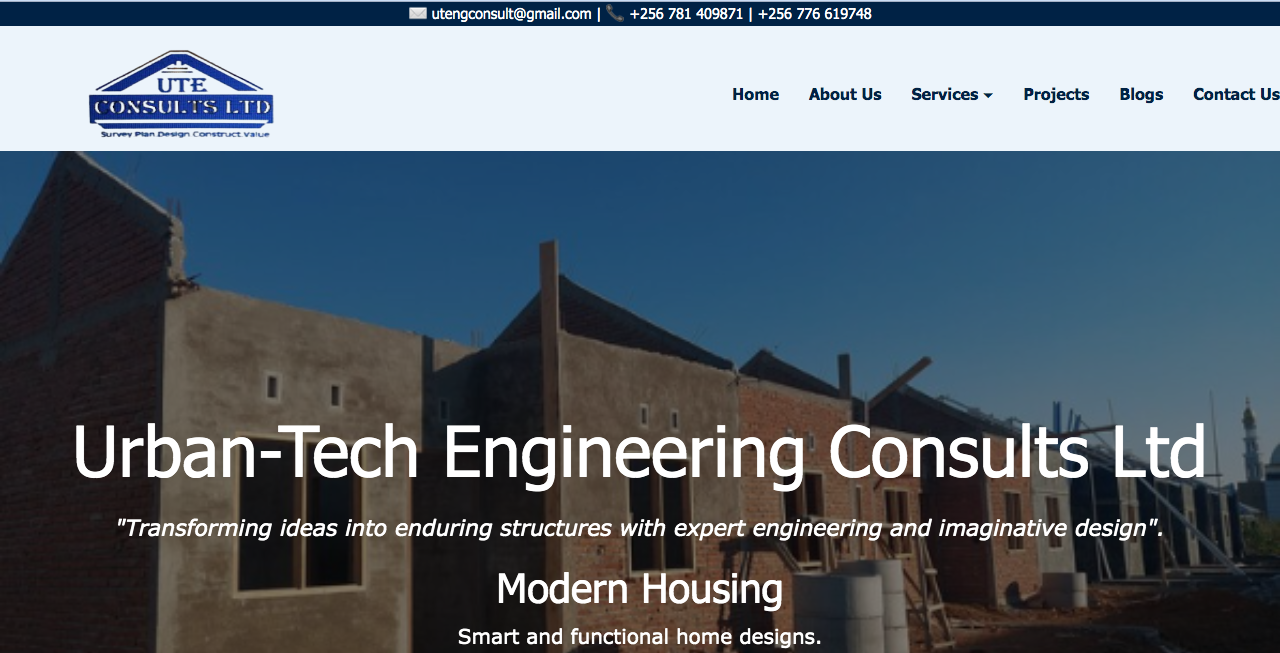 utengconsult@gmail.com | +256 781 409871 | +256 776 619748
UTE
CONSULTS LTD
Survey Plan Design Construct Value
Home About Us Services Projects Blogs Contact Us
Urban-Tech Engineering Consults Ltd
"Transforming ideas into enduring structures with expert engineering and imaginative design".
Modern Housing
Smart and functional home designs.